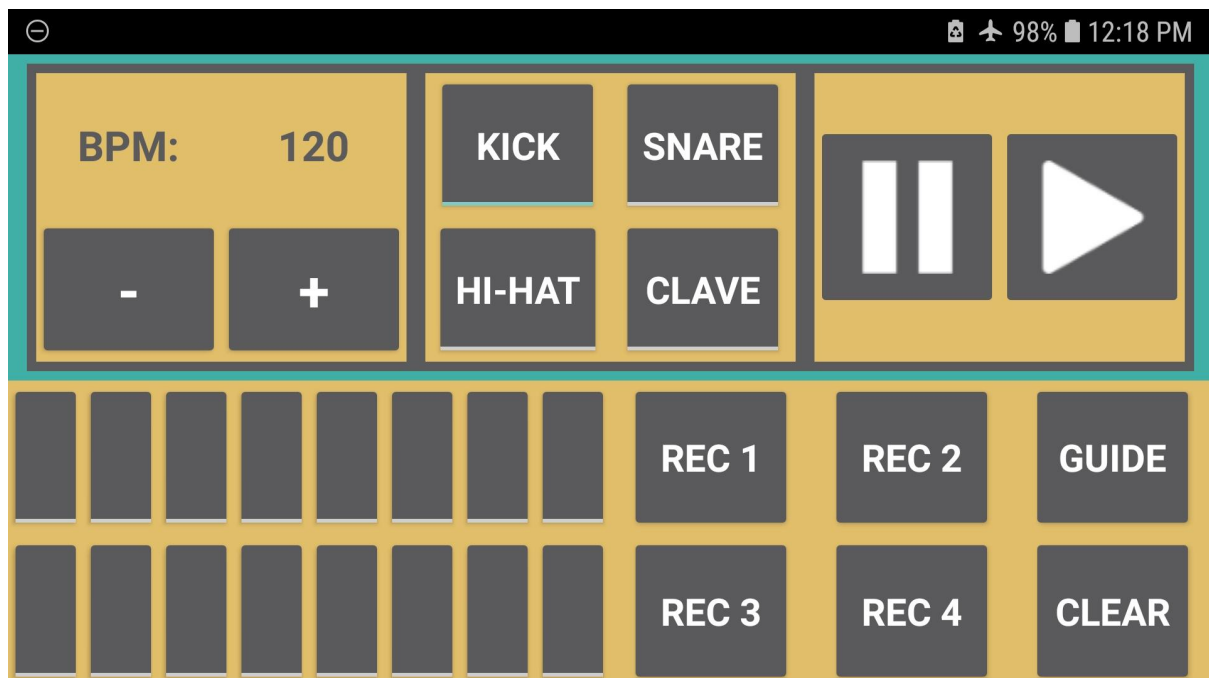 98% 12:18 PM
BPM: 120
KICK SNARE
- +
HI-HAT CLAVE
REC 1 REC 2 GUIDE
REC 3 REC 4 CLEAR